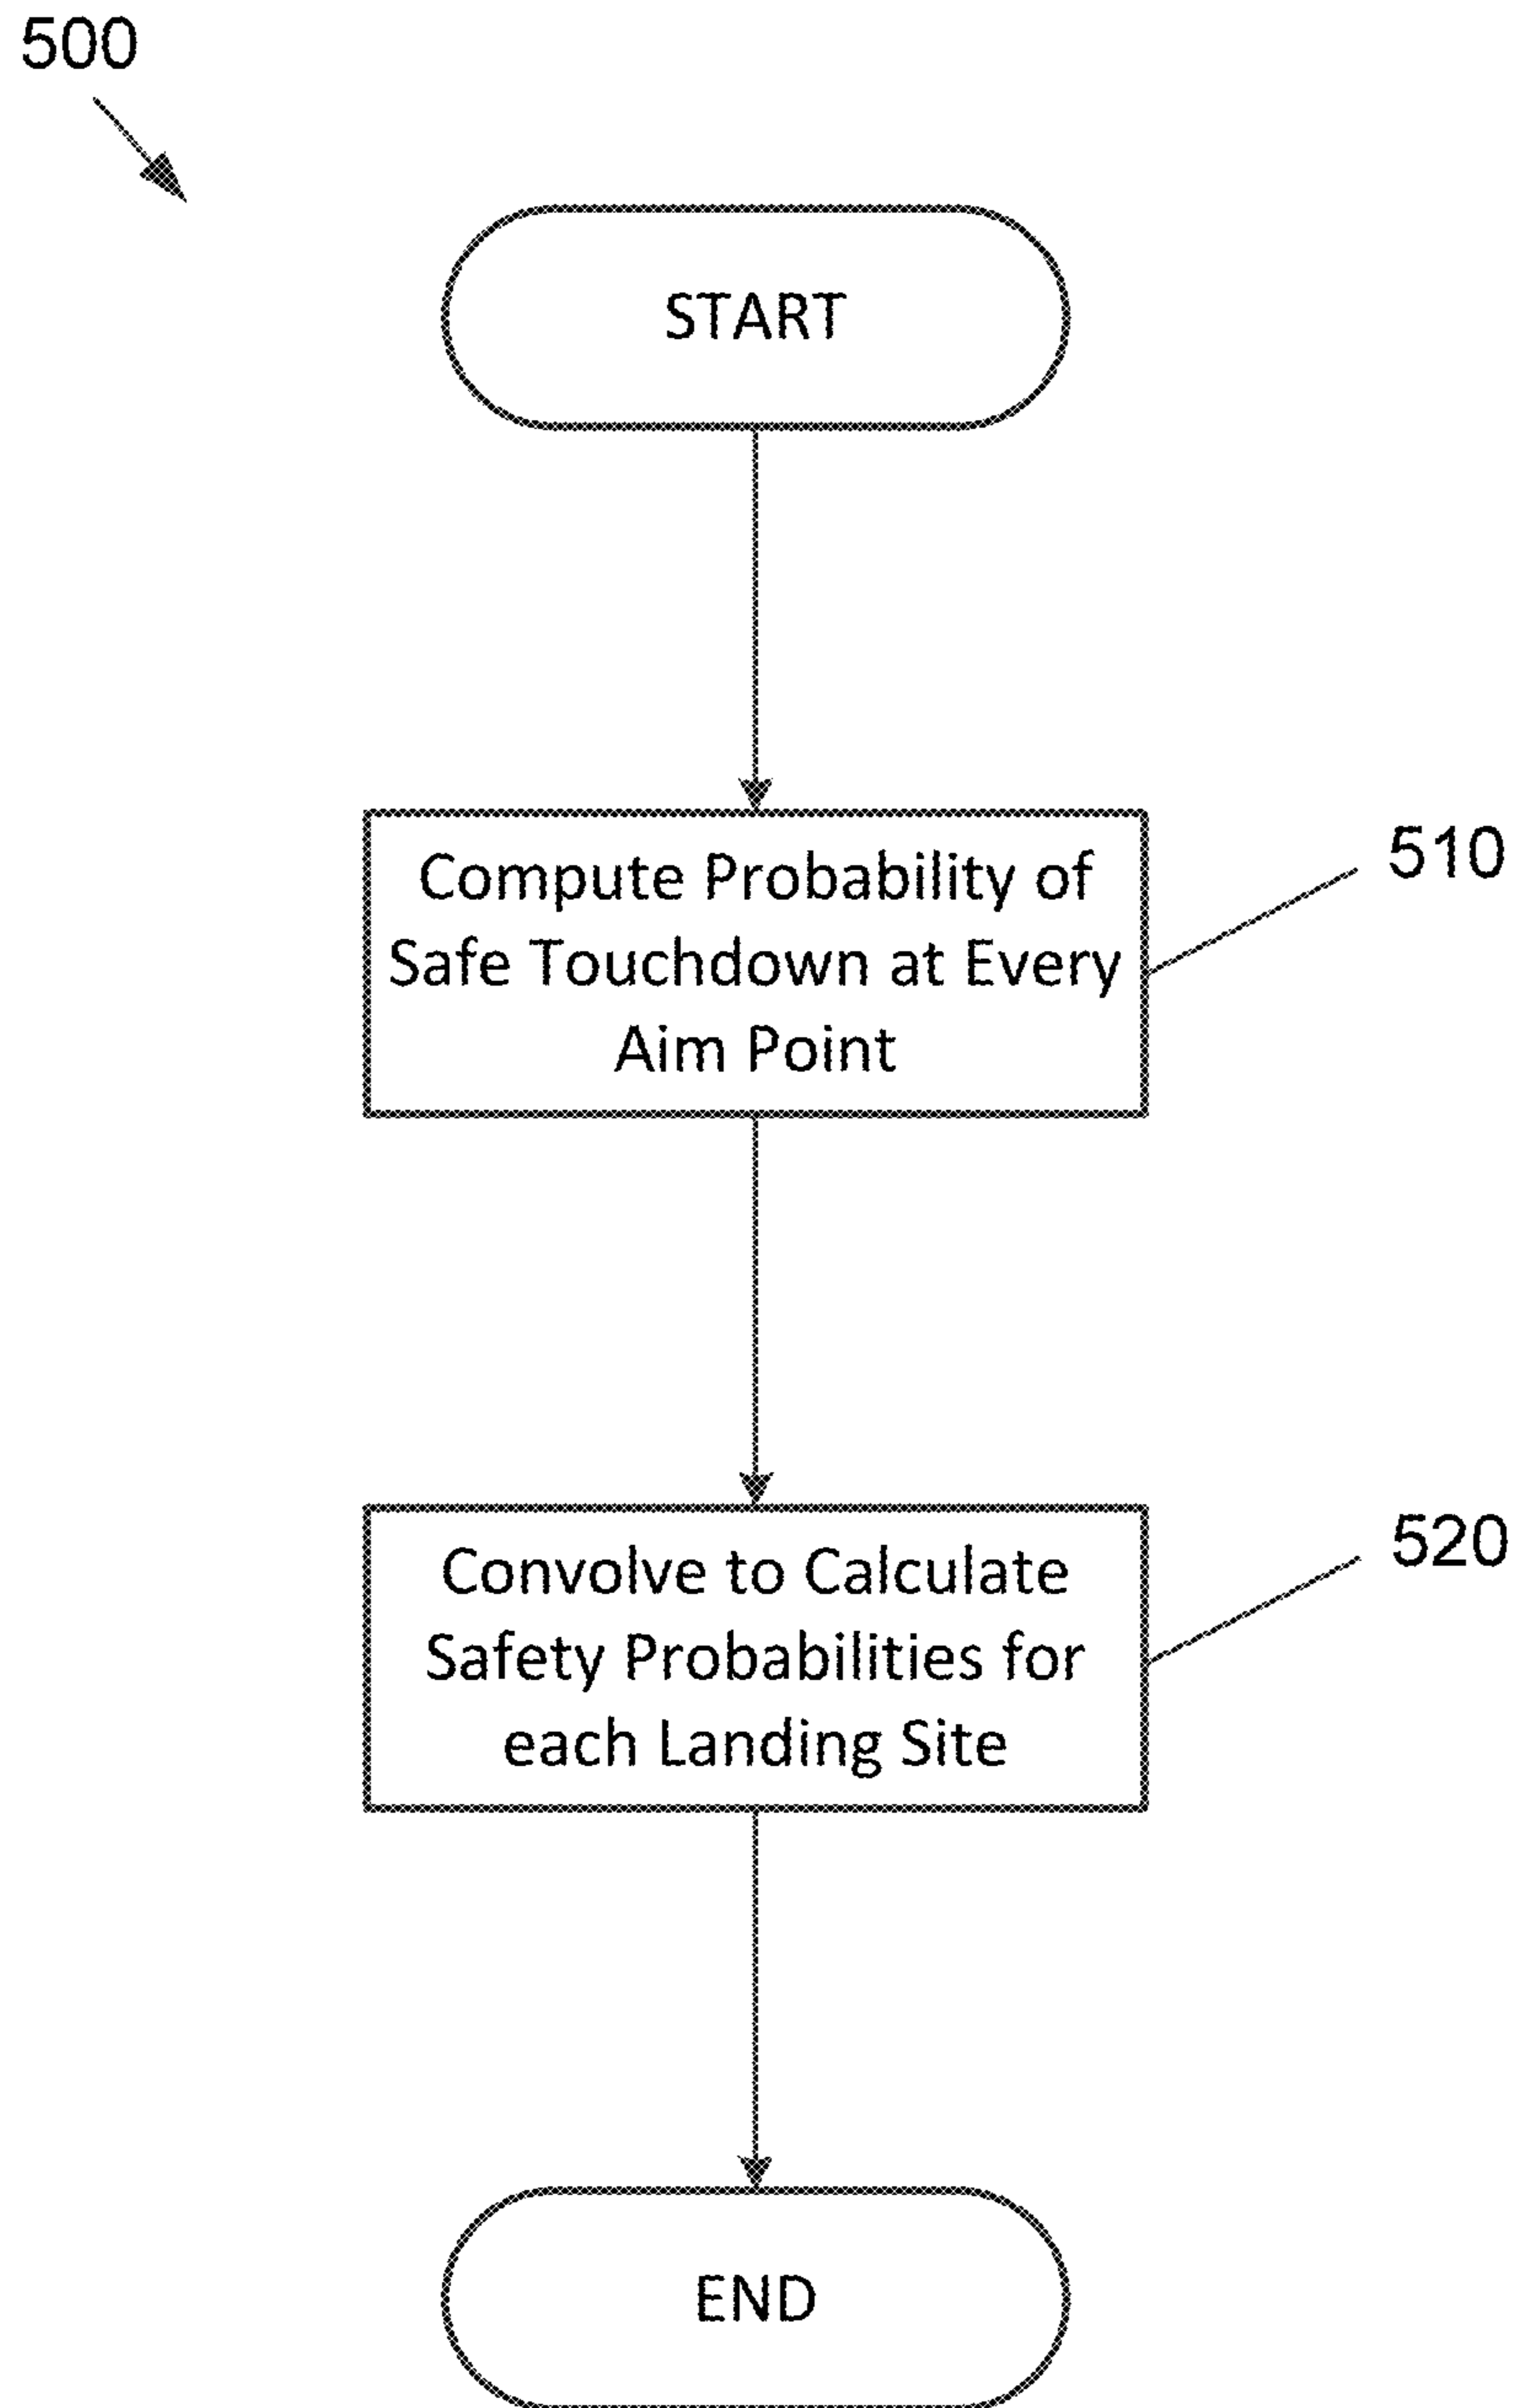 500
START
Compute Probability of
Safe Touchdown at Every
Aim Point
510
Convolve to Calculate
Safety Probabilities for
each Landing Site
520
END